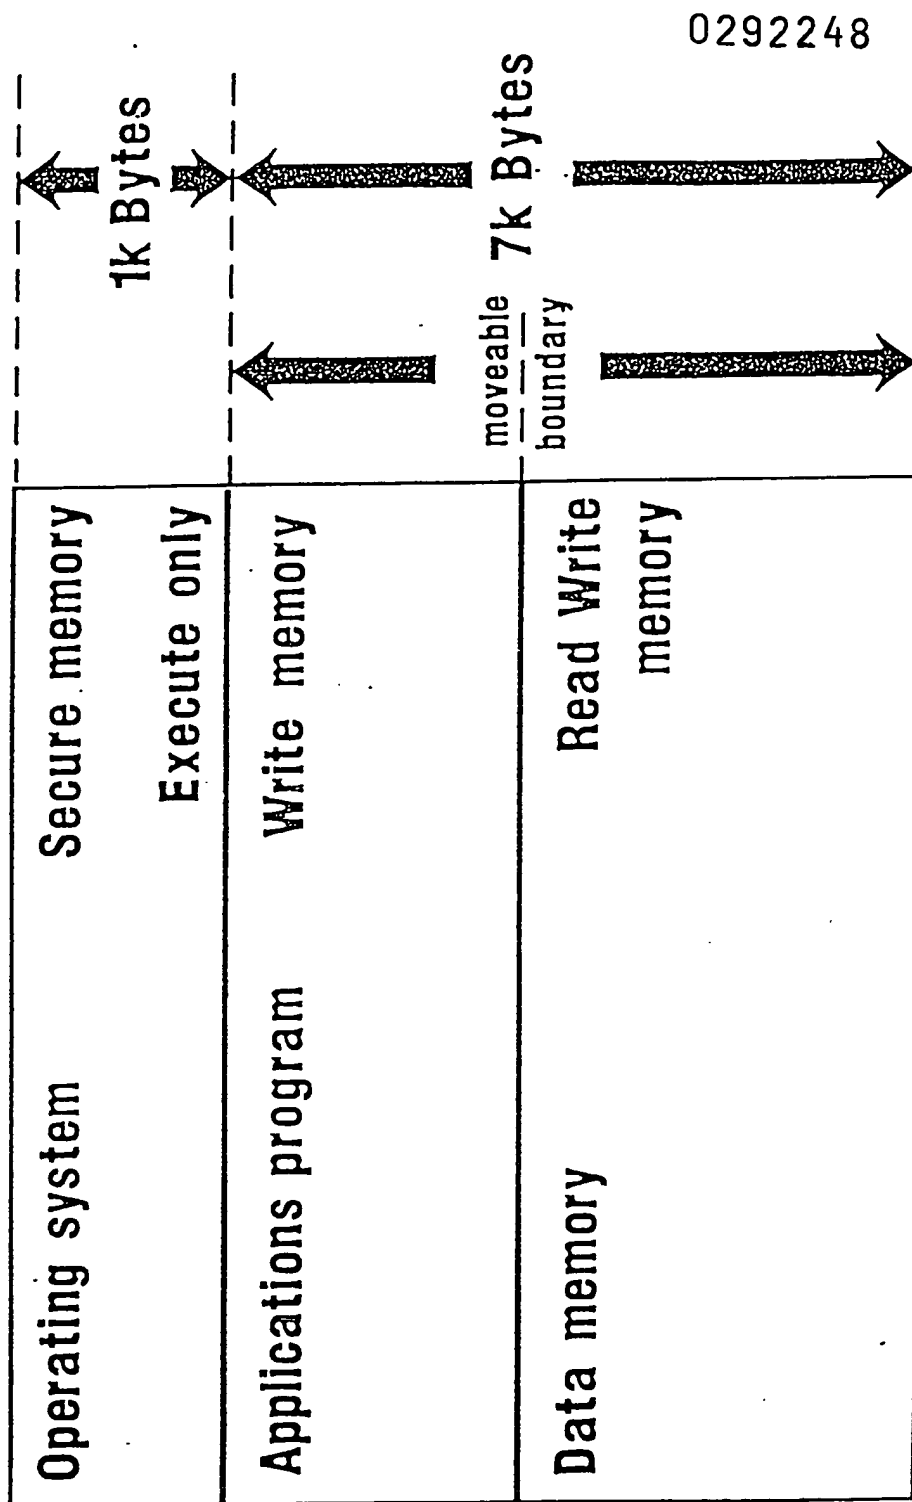 0292248
Operating system Secure memory
Execute only
1k Bytes
Applications program Write memory
moveable
boundary
7k Bytes
Data memory Read Write
memory